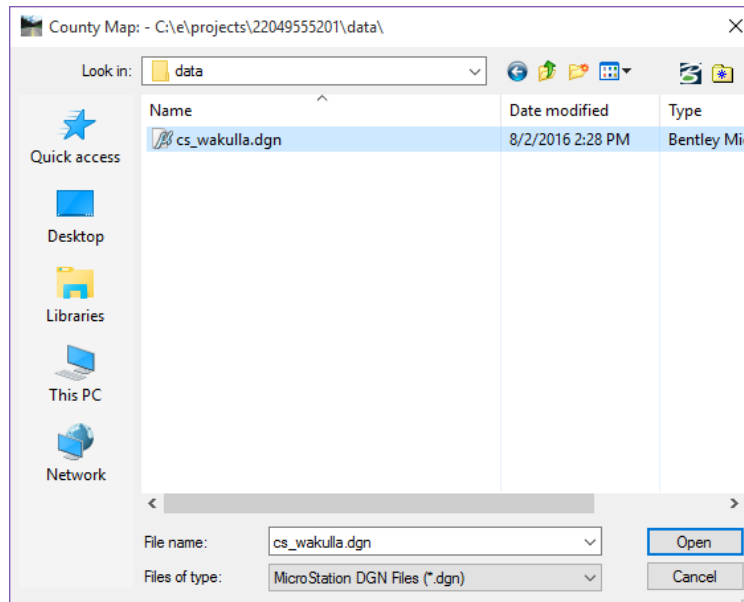 County Map: - C:\e\projects\22049555201\data\
Look in: data
Name Date modified Type
cs_wakulla.dgn 8/2/2016 2:28 PM Bentley Mi
Quick access
Desktop
Libraries
This PC
Network
File name: cs_wakulla.dgn Open
Files of type: MicroStation DGN Files (*.dgn) Cancel